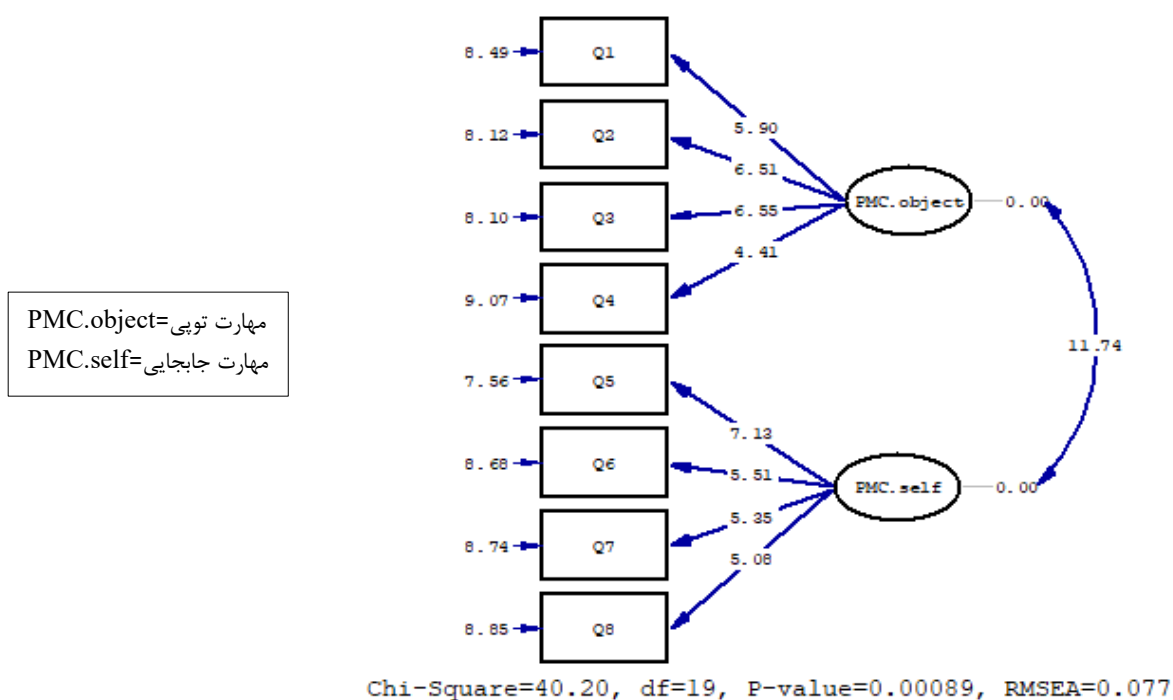 8.49
Q1
5.90
8.12
Q2
6.51
PMC.object
0.00
8.10
Q3
6.55
4.41
9.07
Q4
PMC.object=مهارت توپی
PMC.self=مهارت جابجایی
11.74
7.56
Q5
7.12
8.68
Q6
5.51
PMC.self
0.00
5.35
8.74
Q7
5.08
8.85
Q8
Chi-Square=40.20, df=19, P-value=0.00089, RMSEA=0.077